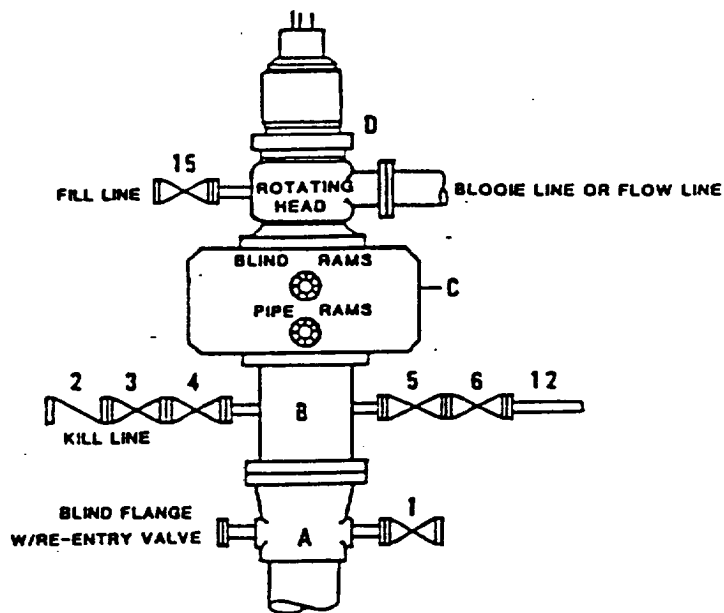 D
15
FILL LINE
ROTATING
HEAD
BLOOIE LINE OR FLOW LINE
BLIND RAMS
C
PIPE RAMS
2 3 4
5 6 12
B
KILL LINE
BLIND FLANGE
W/RE-ENTRY VALVE
1
A